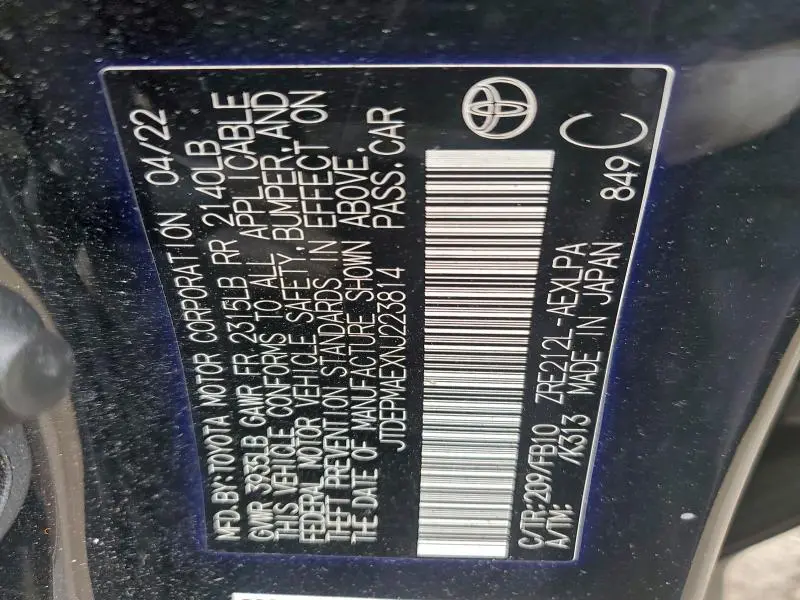 MFD.BY:TOYOTA MOTOR CORPORATION 04/22
GVWR 3935LB GAWR FR 2315LB RR 2140LB
THIS VEHICLE CONFORMS TO ALL APPLICABLE
FEDERAL MOTOR VEHICLE SAFETY,BUMPER,AND
THEFT PREVENTION STANDARDS IN EFFECT ON
THE DATE OF MANUFACTURE SHOWN ABOVE.
JTDEPMAEXNJ223814 PASS.CAR
C/TR:209/FB10 ZRE212L-AEXLPA 849 C
A/TM: /K313 MADE IN JAPAN